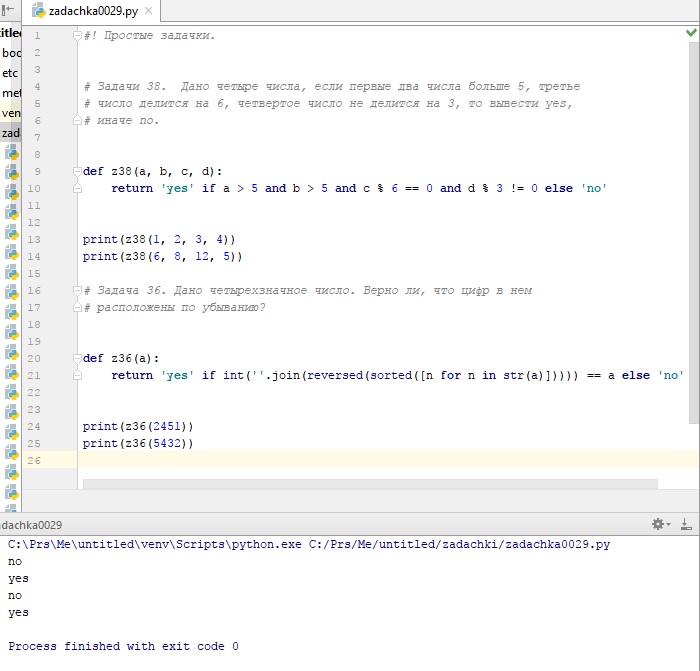 zadachka0029.py
1 #! Простые задачки.
2
3
4 # Задачи 38.  Дано четыре числа, если первые два числа больше 5, третье
5 # число делится на 6, четвертое число не делится на 3, то вывести yes,
6 # иначе no.
7
8
9 def z38(a, b, c, d):
10     return 'yes' if a > 5 and b > 5 and c % 6 == 0 and d % 3 != 0 else 'no'
11
12
13 print(z38(1, 2, 3, 4))
14 print(z38(6, 8, 12, 5))
15
16 # Задача 36. Дано четырехзначное число. Верно ли, что цифр в нем
17 # расположены по убыванию?
18
19
20 def z36(a):
21     return 'yes' if int(''.join(reversed(sorted([n for n in str(a)])))) == a else 'no'
22
23
24 print(z36(2451))
25 print(z36(5432))
26
itle
boo
etc
met
ven
zad
adachka0029
C:\Prs\Me\untitled\venv\Scripts\python.exe C:/Prs/Me/untitled/zadachki/zadachka0029.py
no
yes
no
yes
Process finished with exit code 0